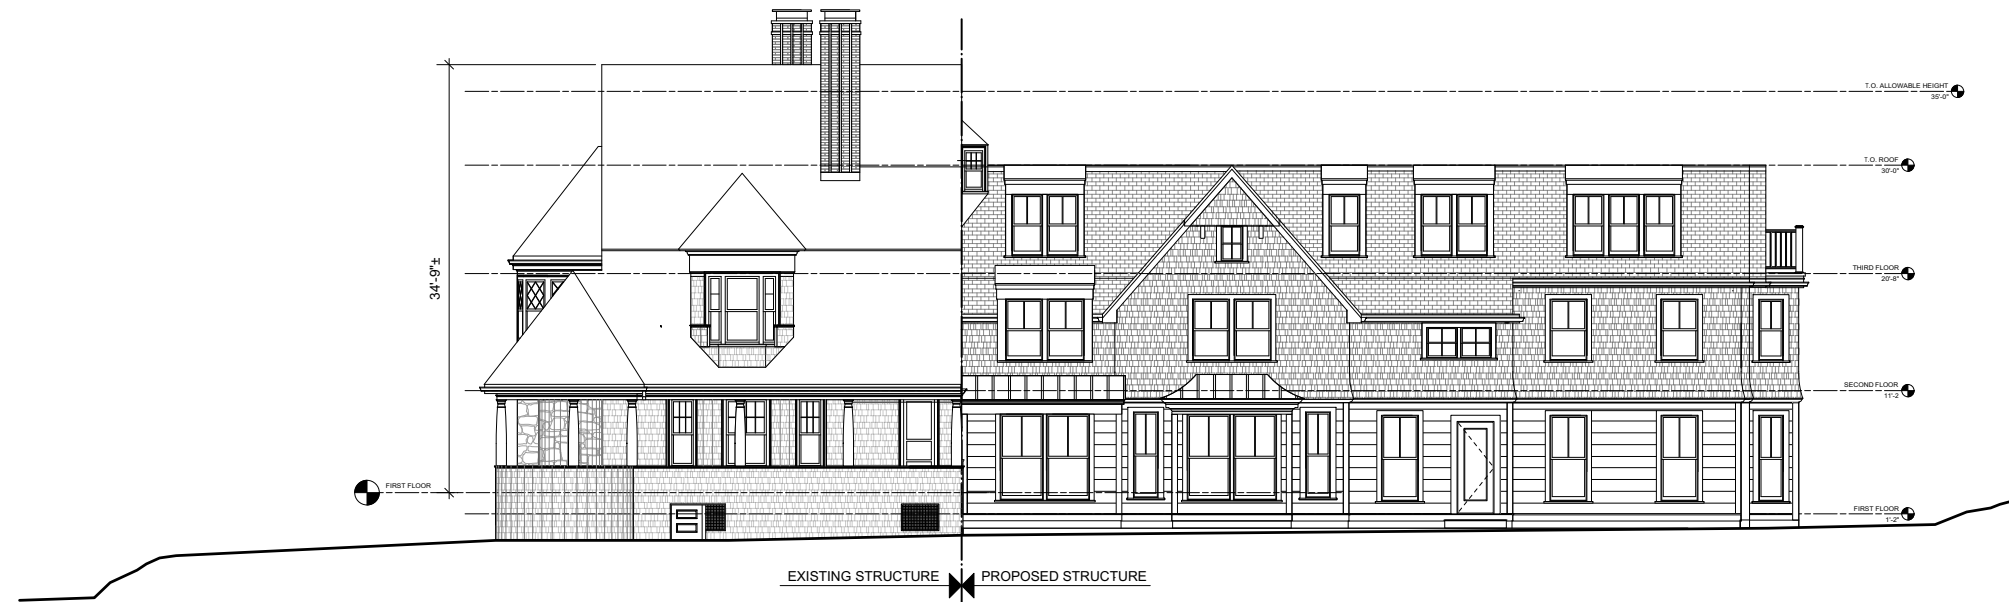 T.O. ALLOWABLE HEIGHT
35'-0"
T.O. ROOF
30'-0"
34'-9"±
THIRD FLOOR
20'-8"
SECOND FLOOR
11'-2
FIRST FLOOR
FIRST FLOOR
1'-2"
EXISTING STRUCTURE
PROPOSED STRUCTURE